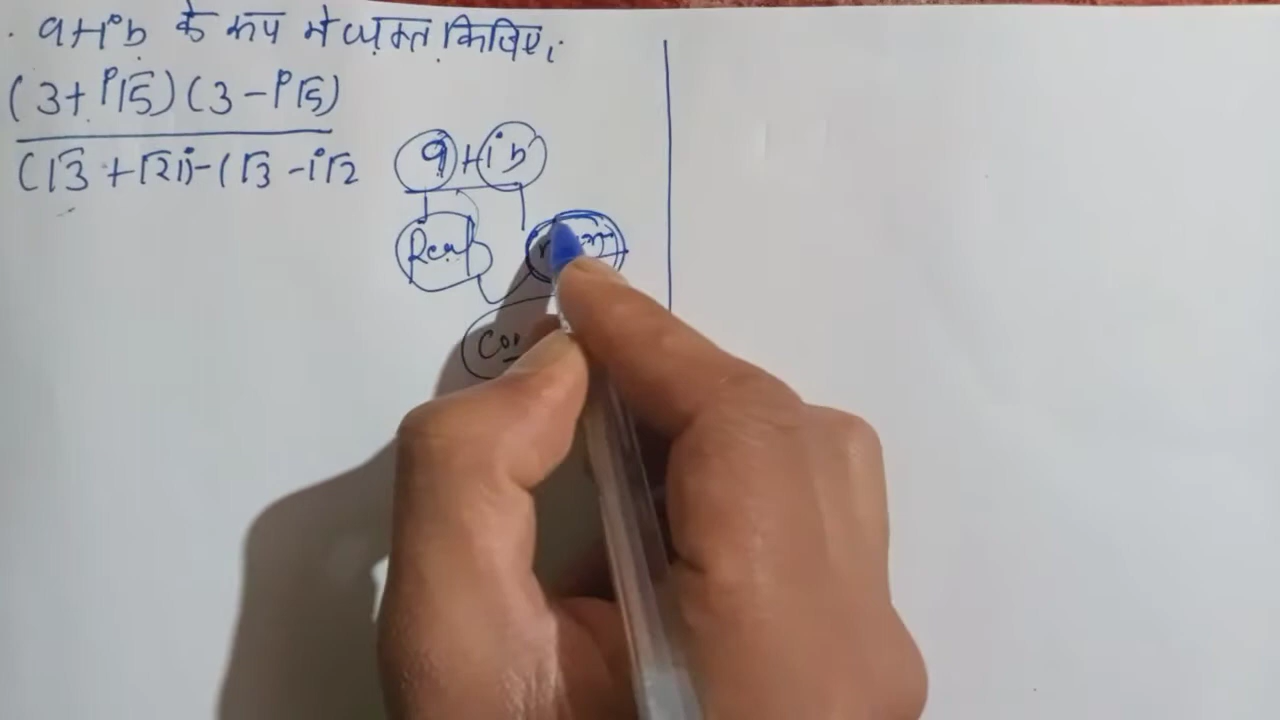 . a+ib के रूप मे व्यक्त किजिए।
(3+i√5)(3-i√5)
(√3+√2i)-(√3-i√2
a+ib
Real
Co